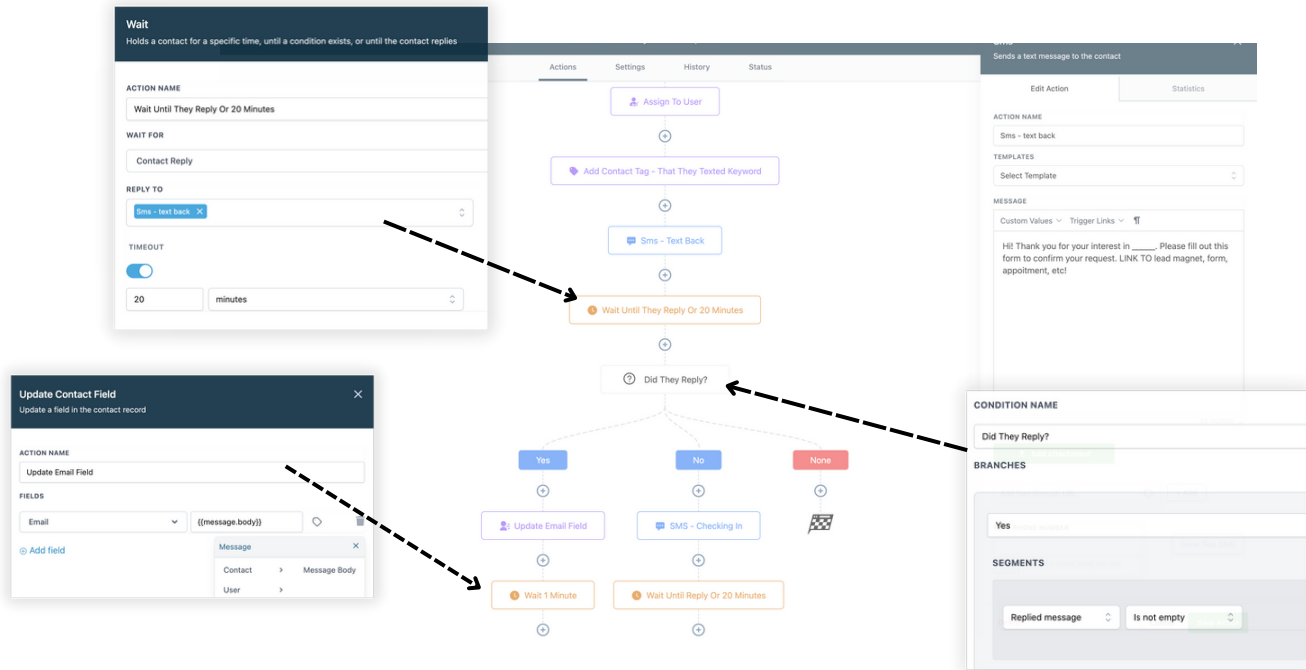 Wait
Holds a contact for a specific time, until a condition exists, or until the contact replies
ACTION NAME
Wait Until They Reply Or 20 Minutes
WAIT FOR
Contact Reply
REPLY TO
Sms - text back
TIMEOUT
20
minutes
Actions
Settings
History
Status
Assign To User
Add Contact Tag - That They Texted Keyword
Sms - Text Back
Wait Until They Reply Or 20 Minutes
Did They Reply?
Yes
No
None
Update Email Field
SMS - Checking In
Wait 1 Minute
Wait Until Reply Or 20 Minutes
Sends a text message to the contact
Edit Action
Statistics
ACTION NAME
Sms - text back
TEMPLATES
Select Template
MESSAGE
Custom Values
Trigger Links
¶
Hi! Thank you for your interest in _____. Please fill out this
form to confirm your request. LINK TO lead magnet, form,
appoitment, etc!
Update Contact Field
Update a field in the contact record
ACTION NAME
Update Email Field
FIELDS
Email
{{message.body}}
Add field
Message
Contact
Message Body
User
CONDITION NAME
Did They Reply?
BRANCHES
Yes
SEGMENTS
Replied message
Is not empty